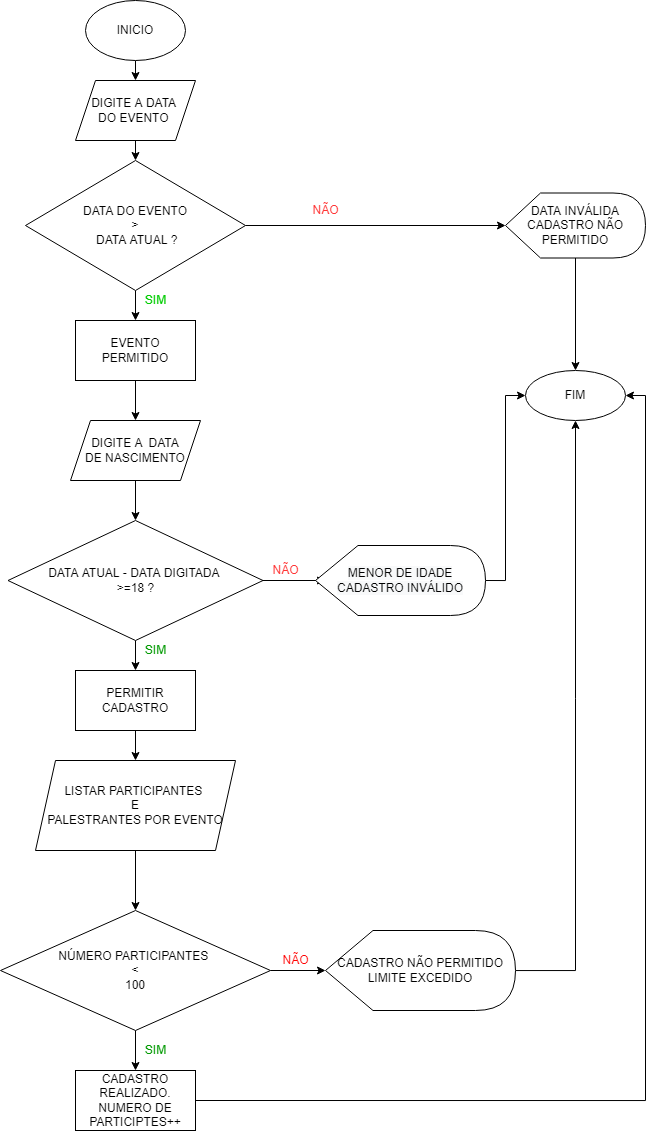 INICIO
DIGITE A DATA
DO EVENTO
DATA DO EVENTO
>
DATA ATUAL ?
NÃO
DATA INVÁLIDA
CADASTRO NÃO
PERMITIDO
SIM
EVENTO
PERMITIDO
FIM
DIGITE A DATA
DE NASCIMENTO
DATA ATUAL - DATA DIGITADA
>=18 ?
NÃO
MENOR DE IDADE
CADASTRO INVÁLIDO
SIM
PERMITIR
CADASTRO
LISTAR PARTICIPANTES
E
PALESTRANTES POR EVENTO
NÚMERO PARTICIPANTES
<
100
NÃO
CADASTRO NÃO PERMITIDO
LIMITE EXCEDIDO
SIM
CADASTRO
REALIZADO.
NUMERO DE
PARTICIPTES++